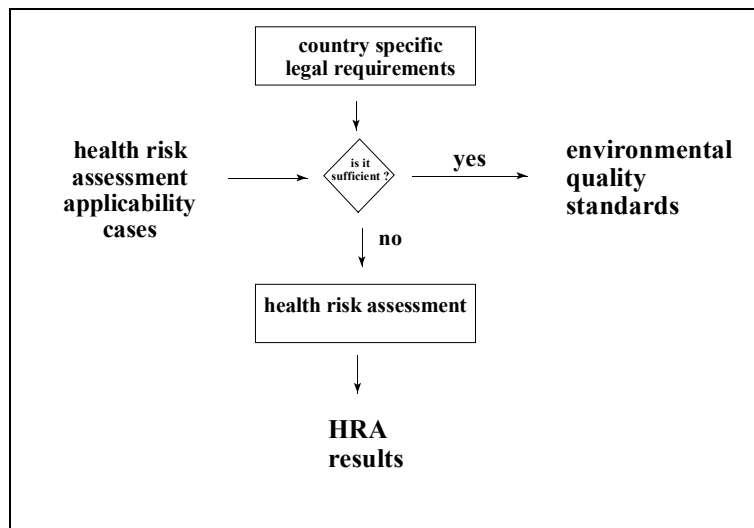 country specific
legal requirements
health risk
assessment
applicability
cases
is it
sufficient ?
yes
environmental
quality
standards
no
health risk assessment
HRA
results